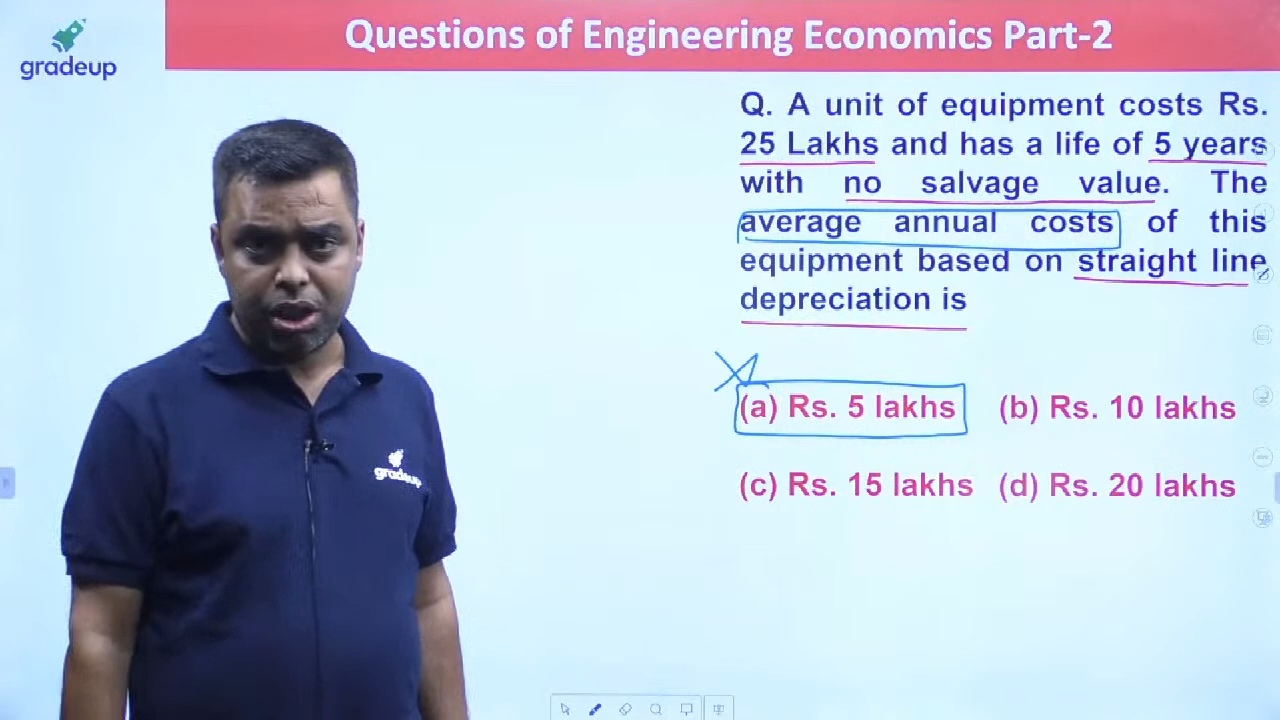 Questions of Engineering Economics Part-2
gradeup
Q. A unit of equipment costs Rs.
25 Lakhs and has a life of 5 years
with no salvage value. The
average annual costs of this
equipment based on straight line
depreciation is
(a) Rs. 5 lakhs (b) Rs. 10 lakhs
(c) Rs. 15 lakhs (d) Rs. 20 lakhs
gradeup